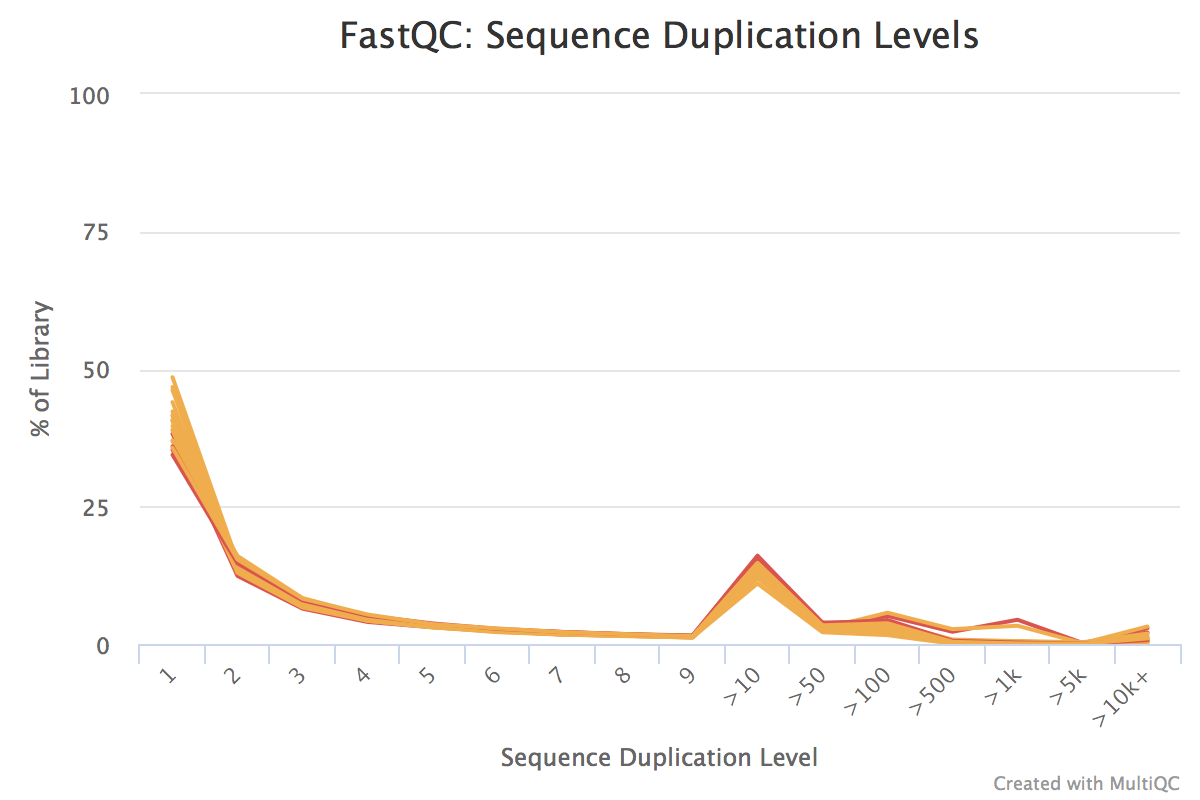 FastQC: Sequence Duplication Levels
100
75
50
25
0
% of Library
1
2
3
4
5
6
7
8
9
>10
>50
>100
>500
>1k
>5k
>10k+
Sequence Duplication Level
Created with MultiQC